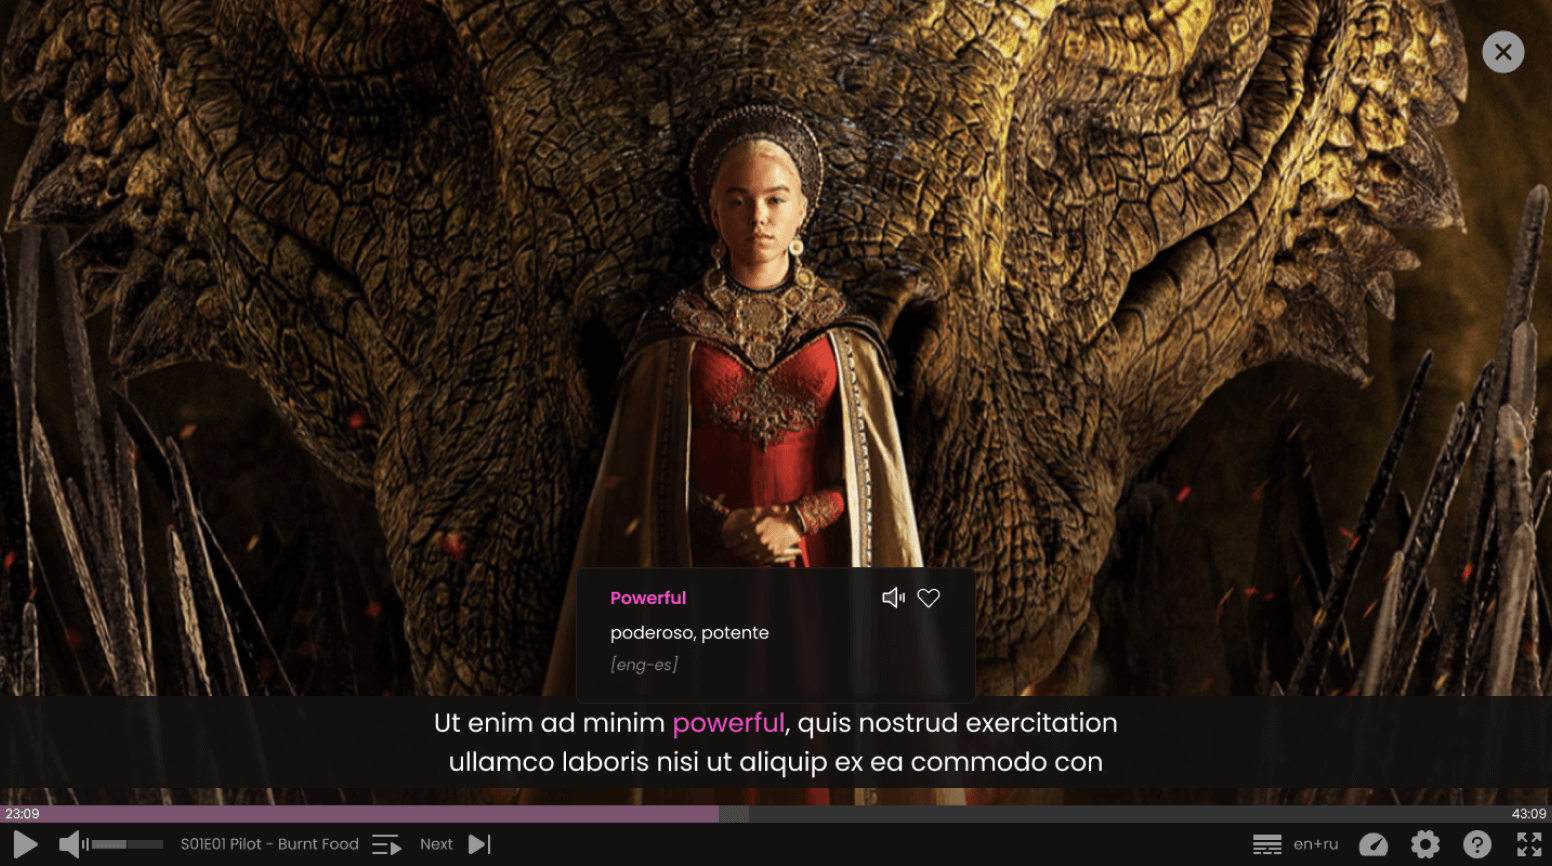 Powerful
poderoso, potente
[eng-es]
Ut enim ad minim powerful, quis nostrud exercitation
ullamco laboris nisi ut aliquip ex ea commodo con
23:09
43:09
S01E01 Pilot - Burnt Food
Next
en+ru